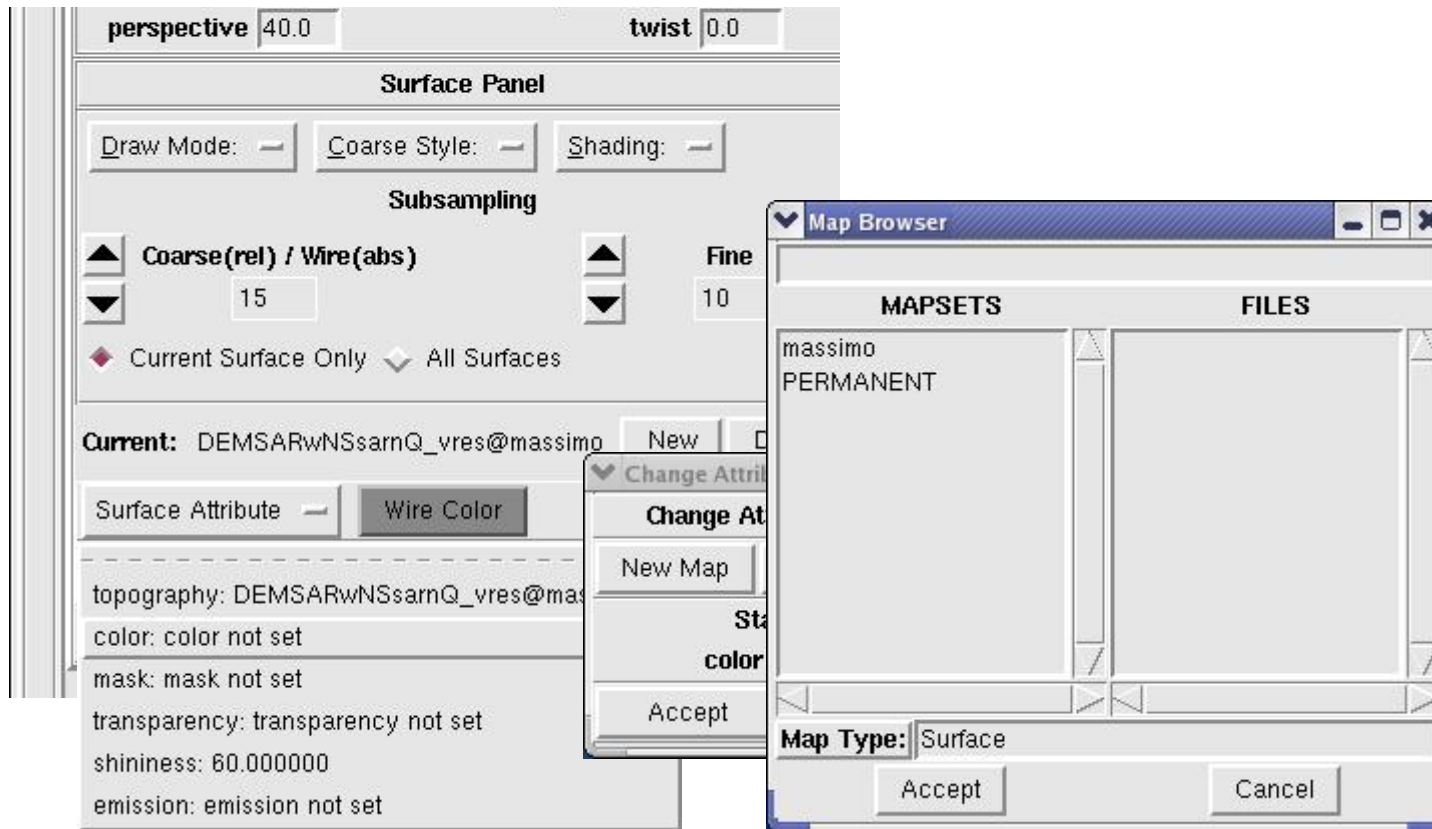 perspective 40.0 twist 0.0
Surface Panel
Draw Mode: Coarse Style: Shading:
Subsampling
Coarse(rel) / Wire(abs) Fine
15 10
Current Surface Only All Surfaces
Current: DEMSARwNSsarnQ_vres@massimo New D
Surface Attribute Wire Color
topography: DEMSARwNSsarnQ_vres@mas
color: color not set
mask: mask not set
transparency: transparency not set
shininess: 60.000000
emission: emission not set
Change Attrib
Change At
New Map
Sta
color
Accept
Map Browser
MAPSETS FILES
massimo
PERMANENT
Map Type: Surface
Accept Cancel